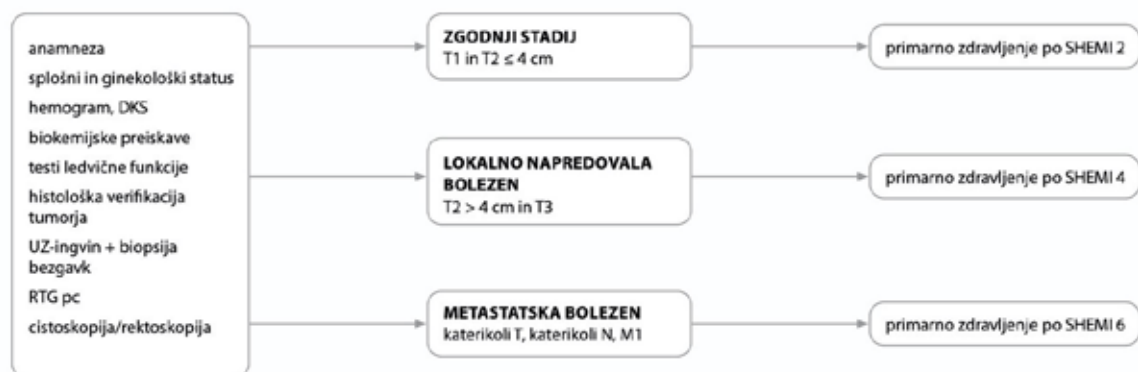 anamneza
splošni in ginekološki status
hemogram, DKS
biokemijske preiskave
testi ledvične funkcije
histološka verifikacija
tumorja
UZ-ingvin + biopsija
bezgavk
RTG pc
cistoskopija/rektoskopija
ZGODNJI STADIJ
T1 in T2 ≤ 4 cm
primarno zdravljenje po SHEMI 2
LOKALNO NAPREDOVALA
BOLEZEN
T2 > 4 cm in T3
primarno zdravljenje po SHEMI 4
METASTATSKA BOLEZEN
katerikoli T, katerikoli N, M1
primarno zdravljenje po SHEMI 6